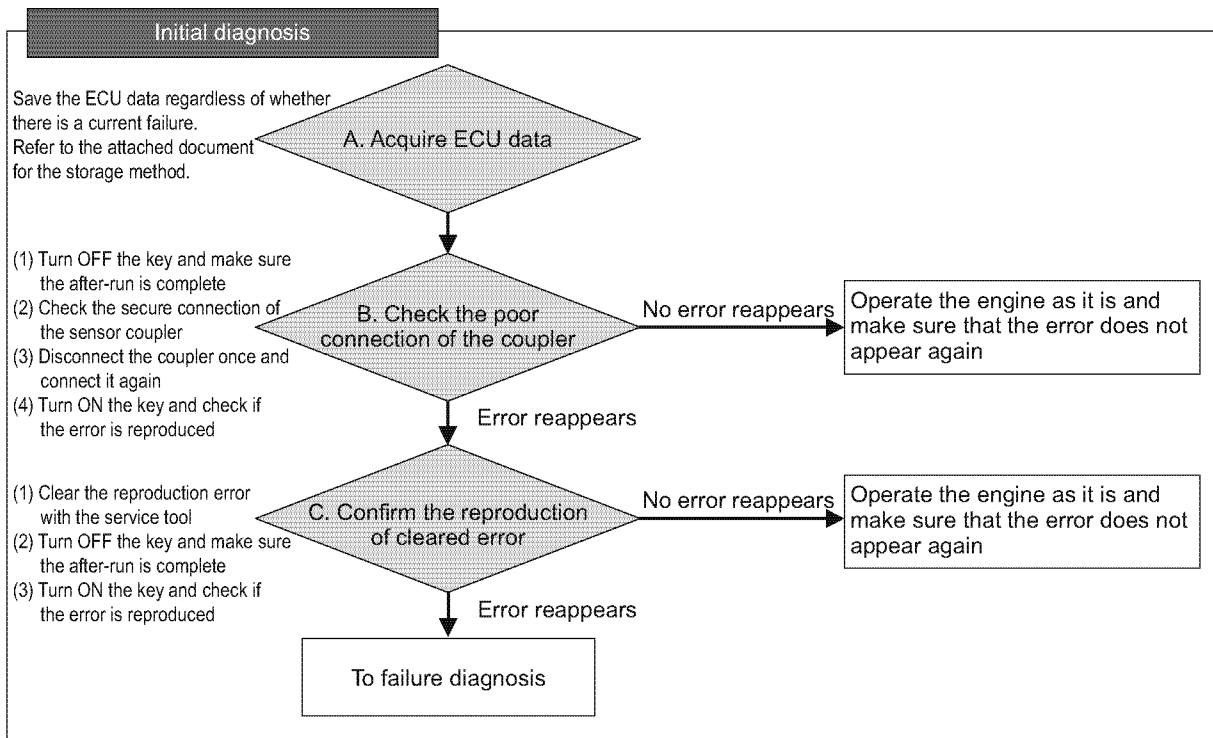 Initial diagnosis
Save the ECU data regardless of whether
there is a current failure.
Refer to the attached document
for the storage method.
A. Acquire ECU data
(1) Turn OFF the key and make sure
the after-run is complete
(2) Check the secure connection of
the sensor coupler
(3) Disconnect the coupler once and
connect it again
(4) Turn ON the key and check if
the error is reproduced
B. Check the poor
connection of the coupler
No error reappears
Operate the engine as it is and
make sure that the error does not
appear again
Error reappears
(1) Clear the reproduction error
with the service tool
(2) Turn OFF the key and make sure
the after-run is complete
(3) Turn ON the key and check if
the error is reproduced
C. Confirm the reproduction
of cleared error
No error reappears
Operate the engine as it is and
make sure that the error does not
appear again
Error reappears
To failure diagnosis